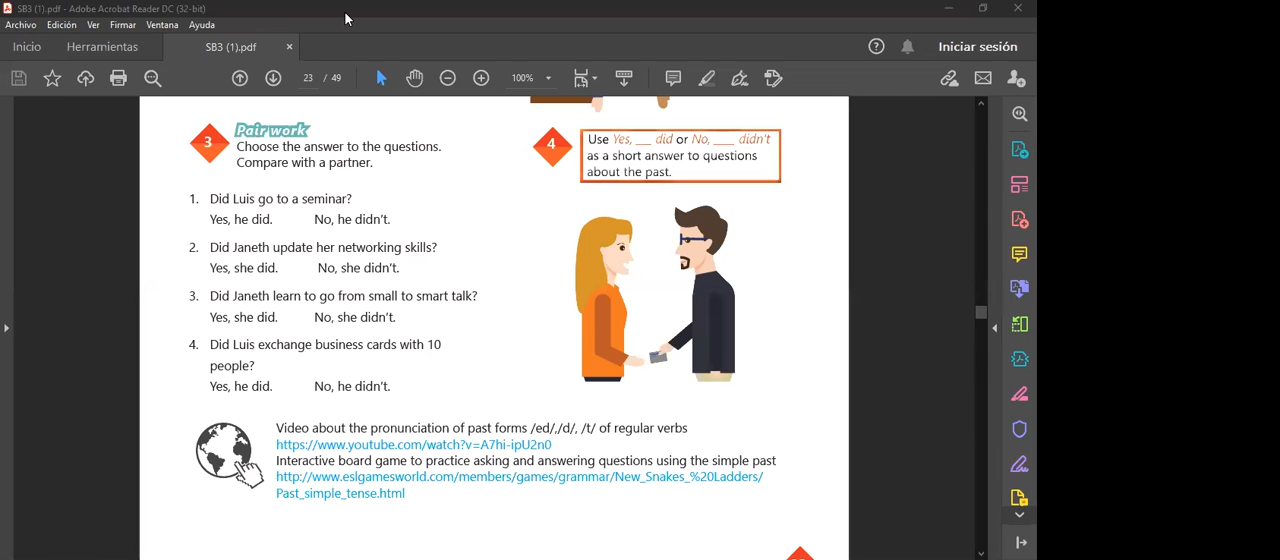 SB3 (1).pdf - Adobe Acrobat Reader DC (32-bit)
Archivo Edición Ver Firmar Ventana Ayuda
Inicio Herramientas SB3 (1).pdf × Iniciar sesión
23 / 49 100%
3 Pair work
Choose the answer to the questions.
Compare with a partner.
1. Did Luis go to a seminar?
Yes, he did. No, he didn't.
2. Did Janeth update her networking skills?
Yes, she did. No, she didn't.
3. Did Janeth learn to go from small to smart talk?
Yes, she did. No, she didn't.
4. Did Luis exchange business cards with 10
people?
Yes, he did. No, he didn't.
4 Use Yes, __ did or No, ___ didn't
as a short answer to questions
about the past.
Video about the pronunciation of past forms /ed/,/d/, /t/ of regular verbs
https://www.youtube.com/watch?v=A7hi-ipU2n0
Interactive board game to practice asking and answering questions using the simple past
http://www.eslgamesworld.com/members/games/grammar/New_Snakes_%20Ladders/
Past_simple_tense.html